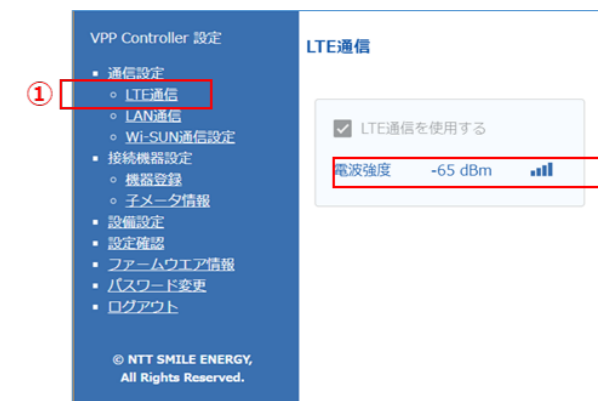 VPP Controller 設定
通信設定
① LTE通信
LAN通信
Wi-SUN通信設定
接続機器設定
機器登録
子メータ情報
設備設定
設定確認
ファームウエア情報
パスワード変更
ログアウト
© NTT SMILE ENERGY,
All Rights Reserved.
LTE通信
LTE通信を使用する
電波強度 -65 dBm